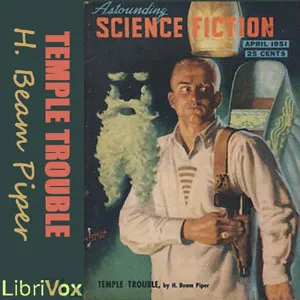 TEMPLE TROUBLE
H. Beam Piper
LibriVox
Astounding
SCIENCE FICTION
APRIL 1951
25 CENTS
TEMPLE TROUBLE, by H. Beam Piper